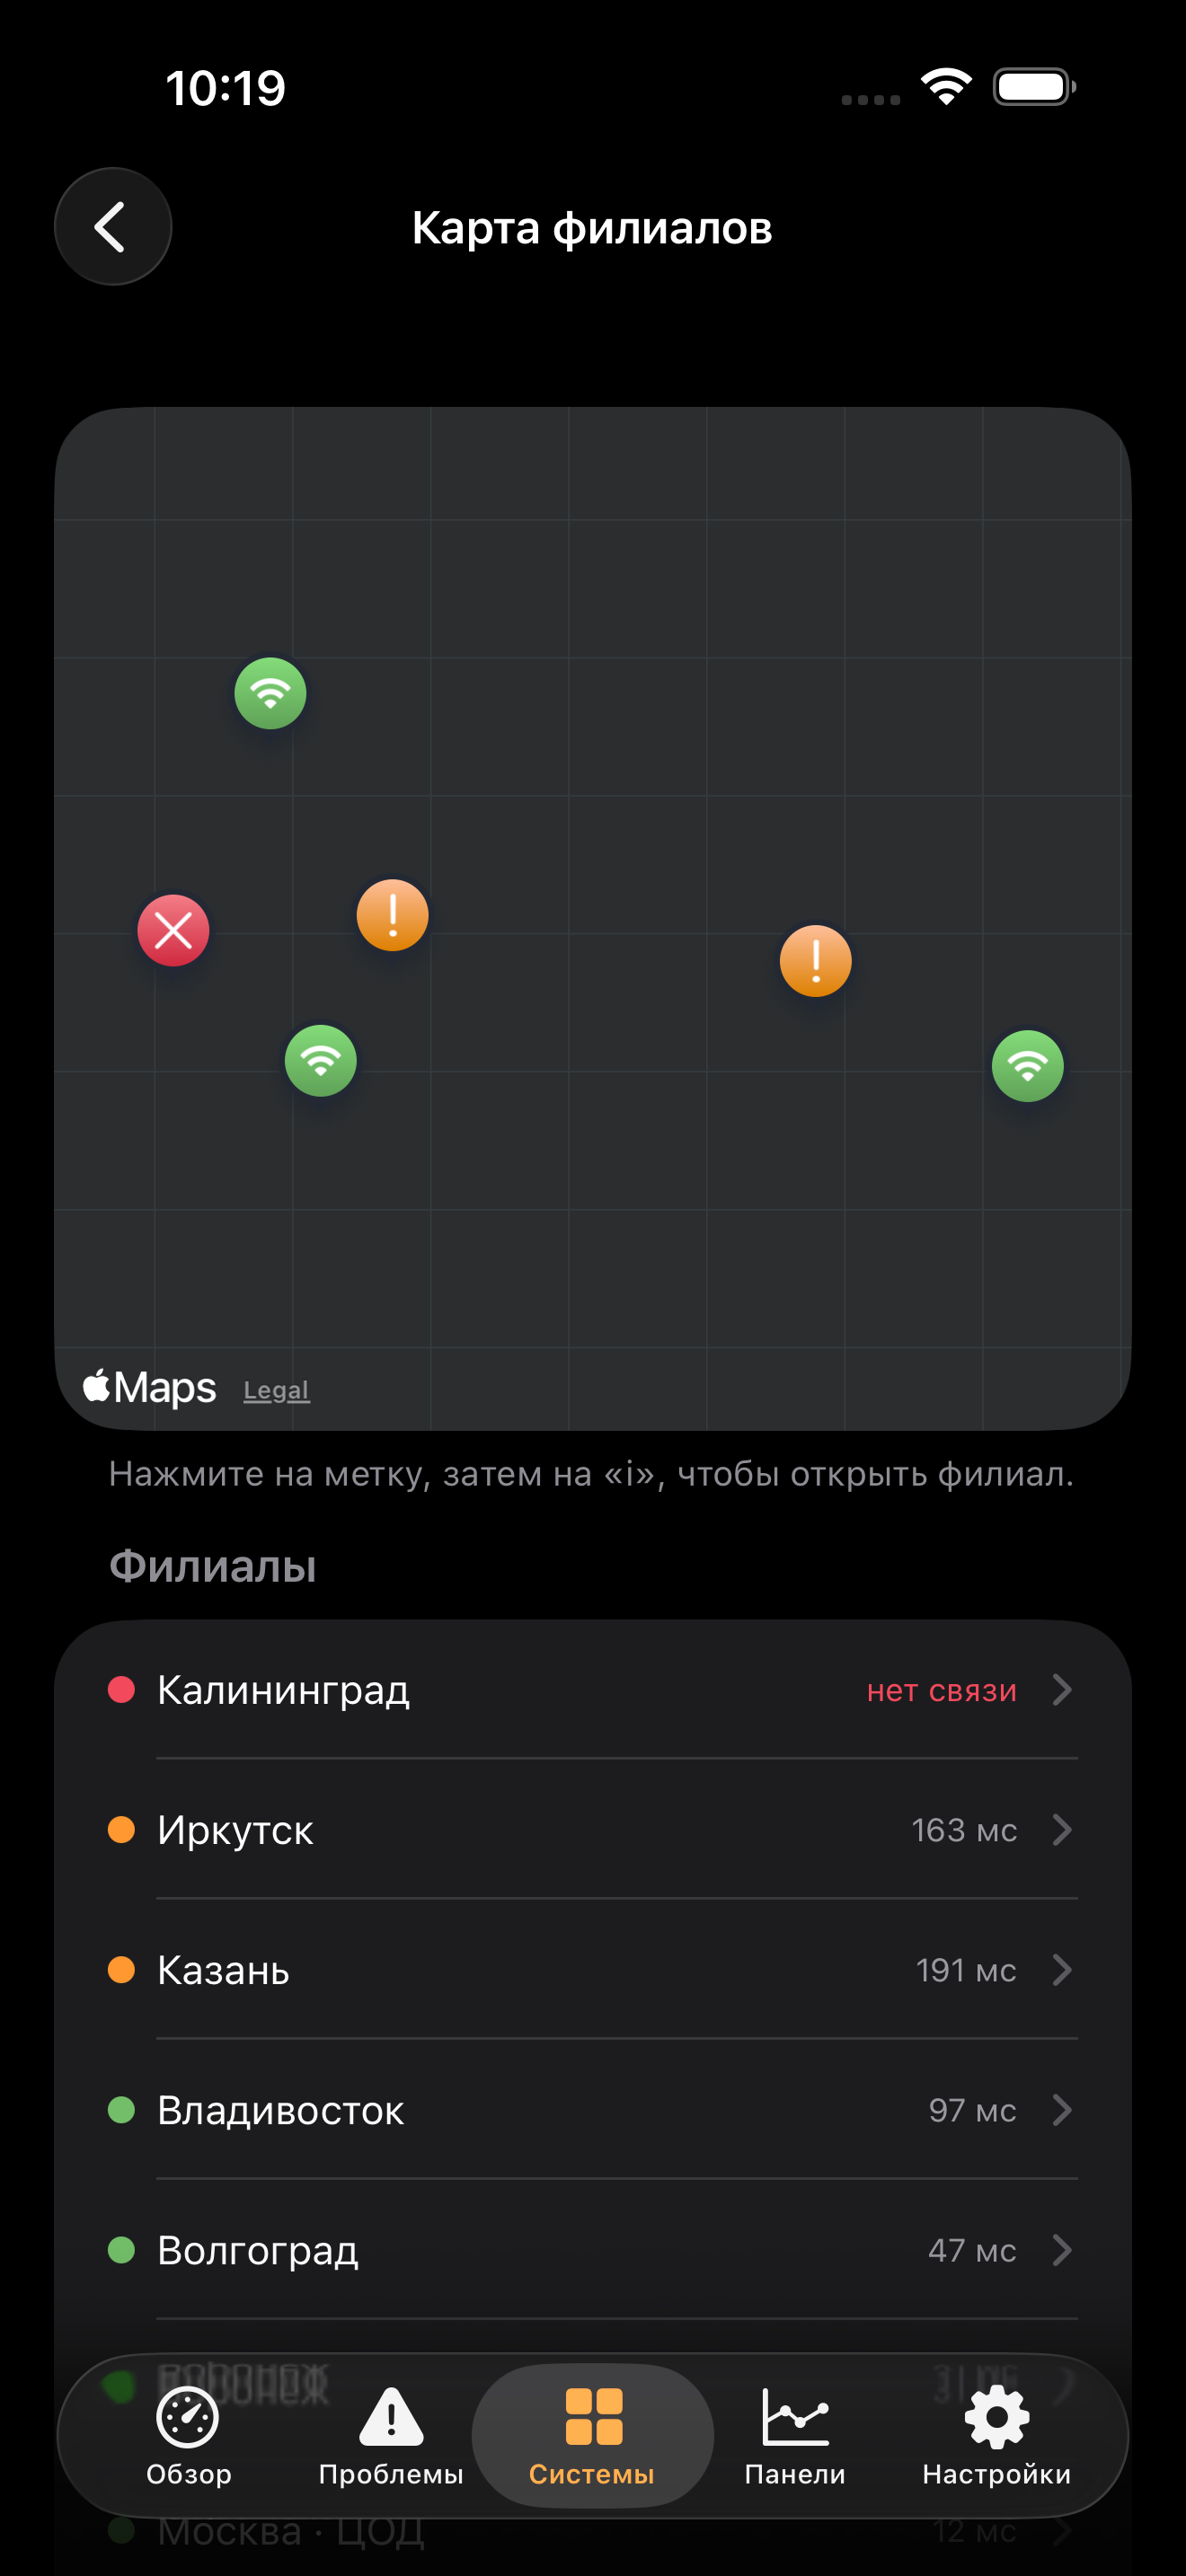 10:19
Карта филиалов
Maps Legal
Нажмите на метку, затем на «i», чтобы открыть филиал.
Филиалы
Калининград нет связи
Иркутск 163 мс
Казань 191 мс
Владивосток 97 мс
Волгоград 47 мс
Обзор Проблемы Системы Панели Настройки
Москва · ЦОД 12 мс